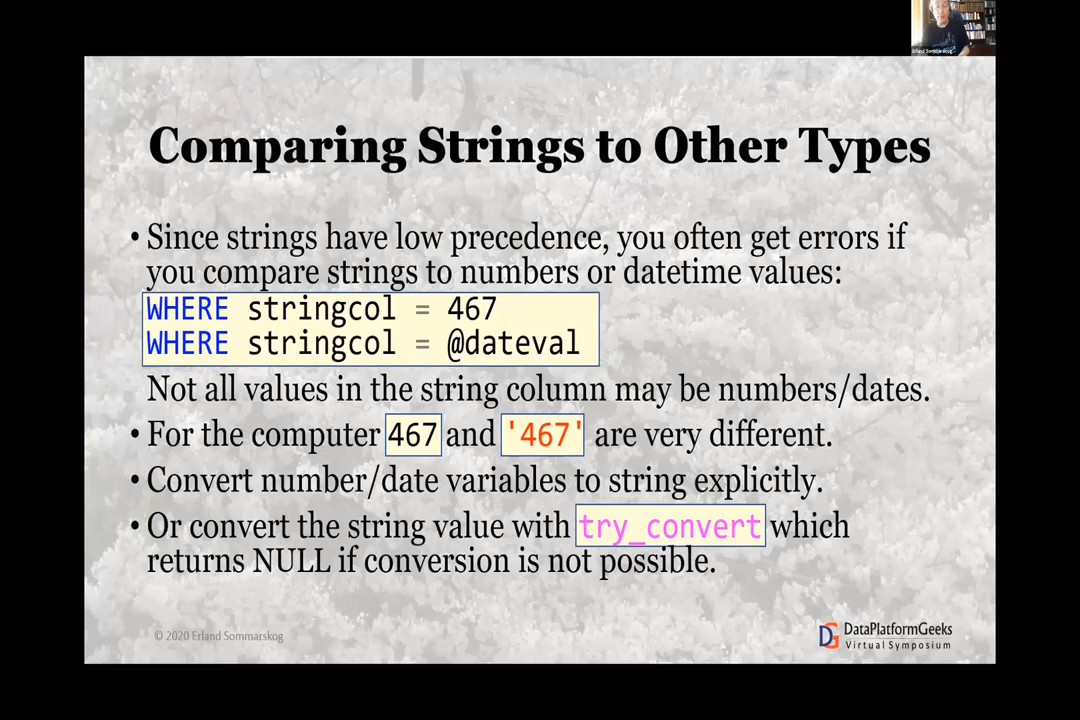 Erland Sommarskog
Comparing Strings to Other Types
• Since strings have low precedence, you often get errors if
you compare strings to numbers or datetime values:
WHERE stringcol = 467
WHERE stringcol = @dateval
Not all values in the string column may be numbers/dates.
• For the computer 467 and '467' are very different.
• Convert number/date variables to string explicitly.
• Or convert the string value with try_convert which
returns NULL if conversion is not possible.
© 2020 Erland Sommarskog
DataPlatformGeeks
Virtual Symposium